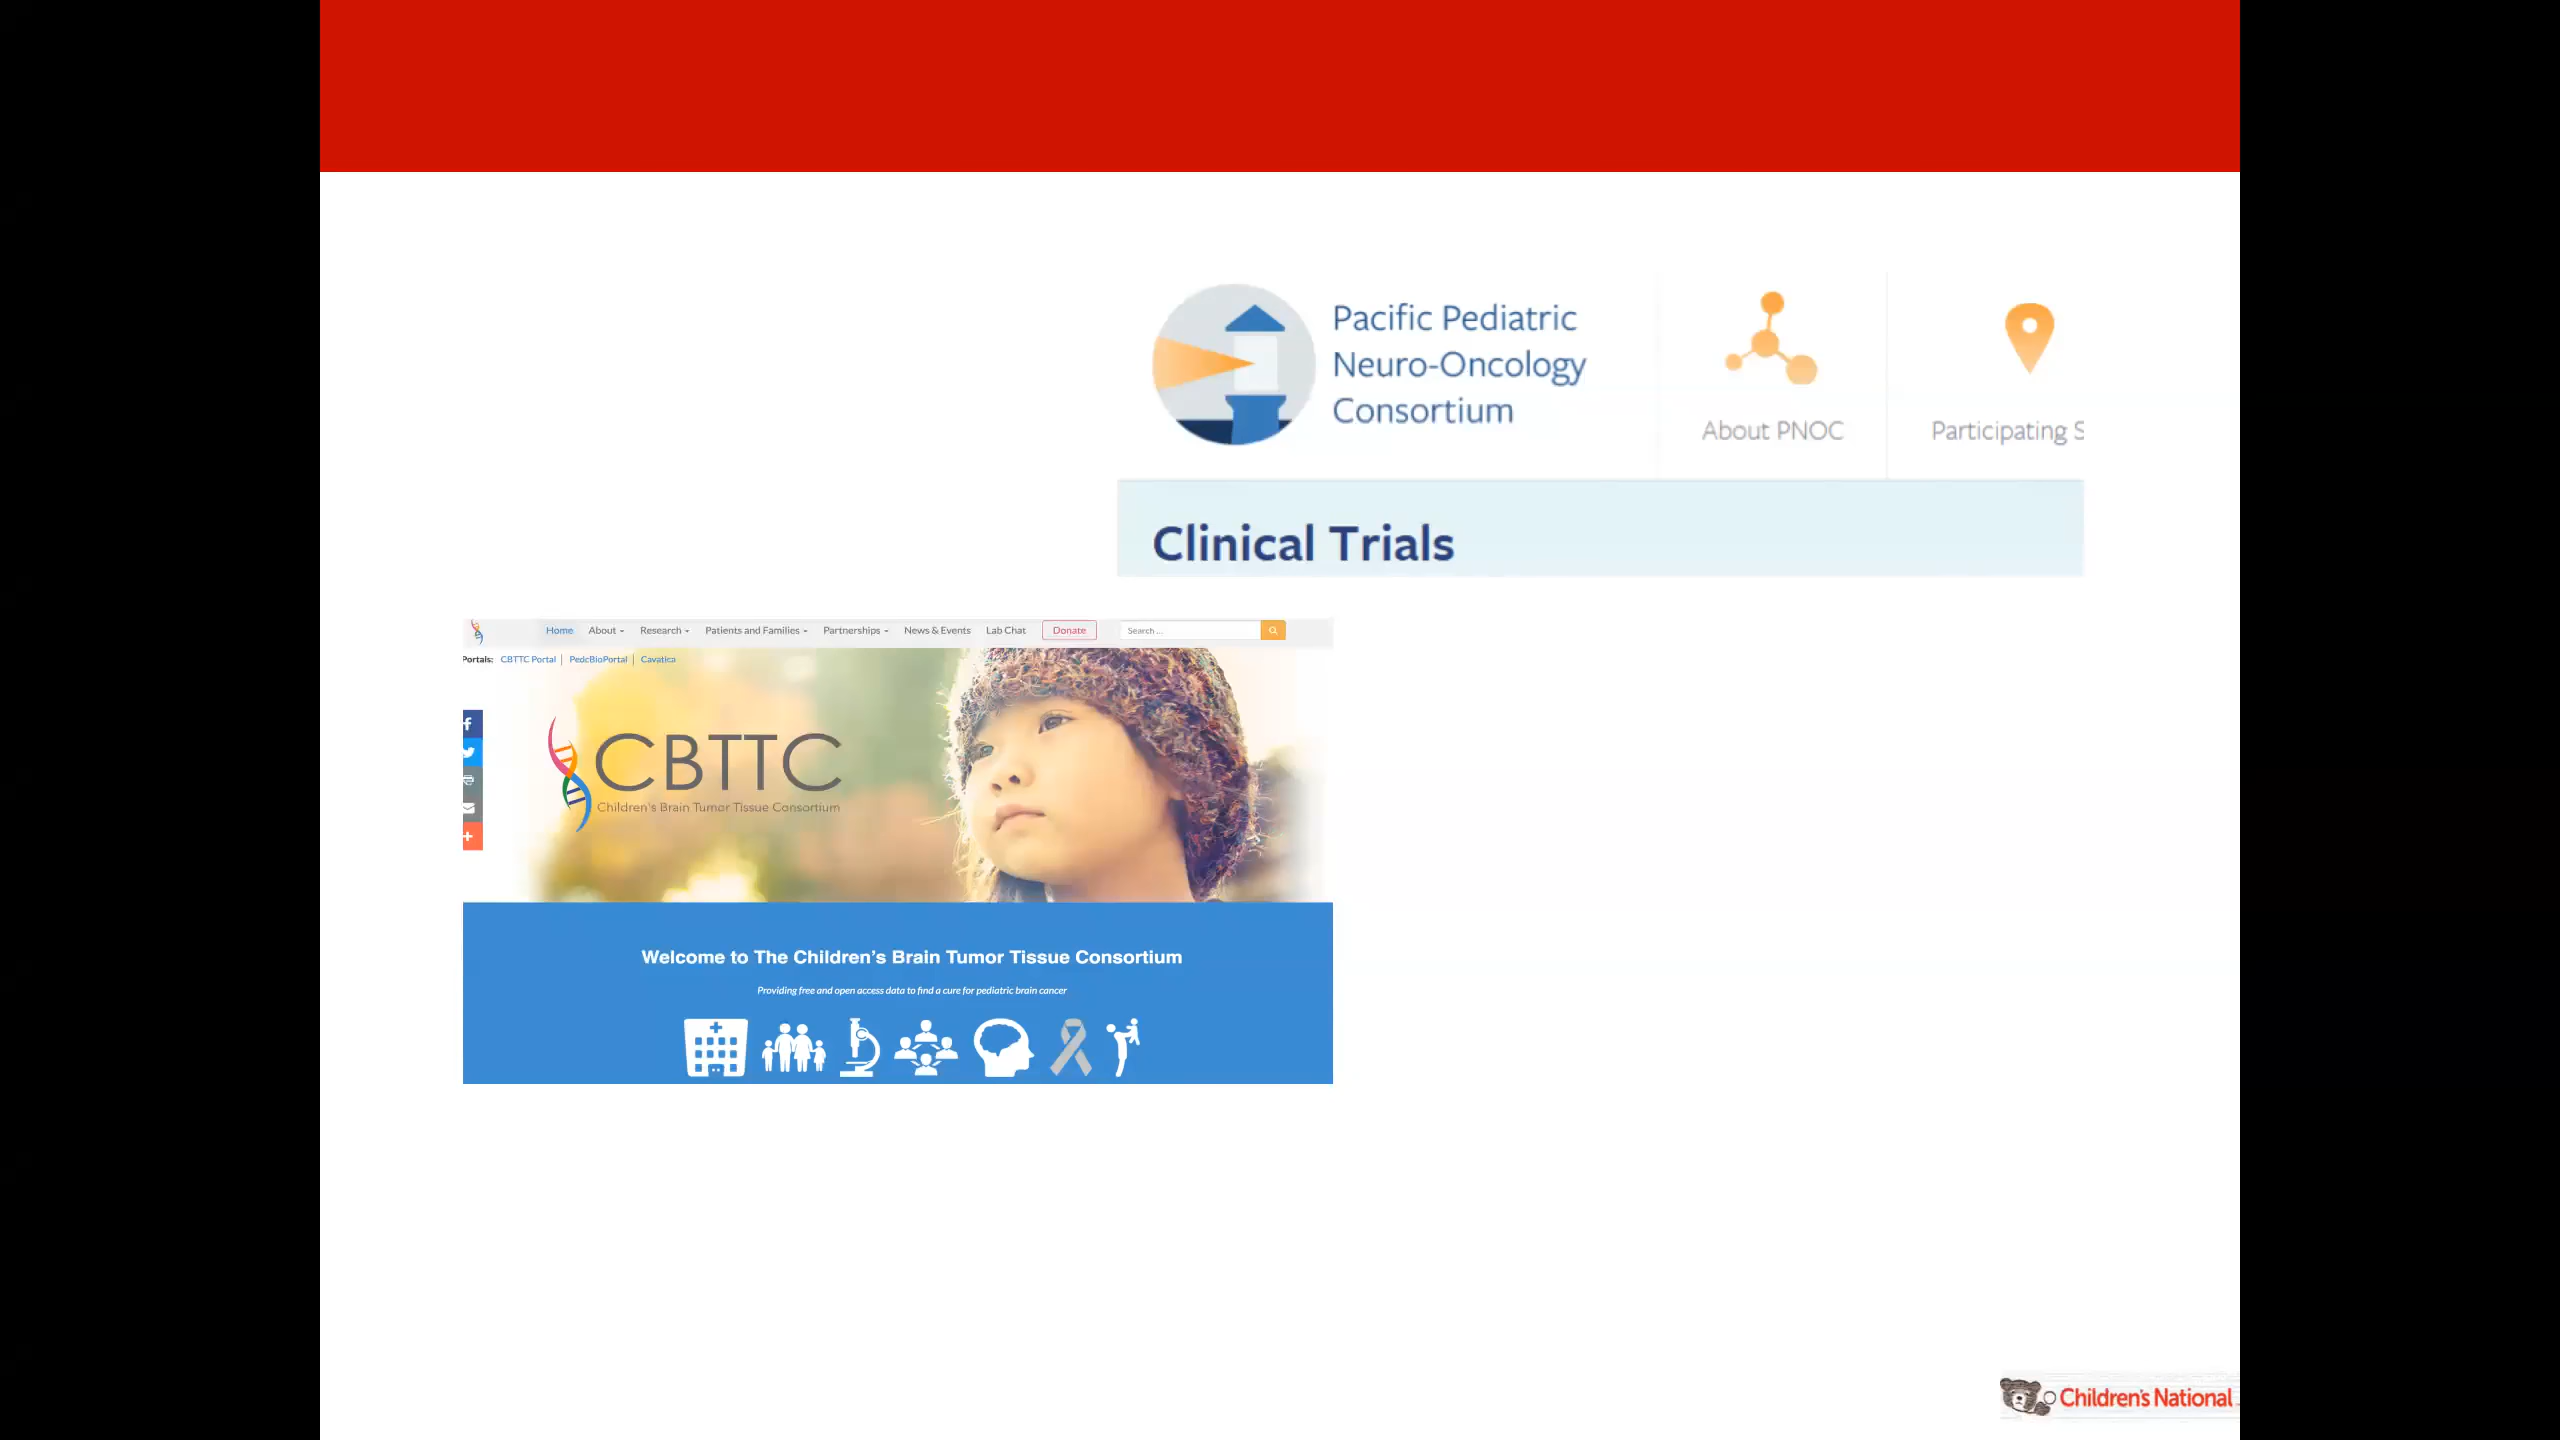 Pacific Pediatric
Neuro-Oncology
Consortium
About PNOC
Participating S
Clinical Trials
Home About Research Patients and Families Partnerships News & Events Lab Chat Donate Search ...
Portals: CBTTC Portal | PedcBioPortal | Cavatica
CBTTC
Children's Brain Tumor Tissue Consortium
Welcome to The Children's Brain Tumor Tissue Consortium
Providing free and open access data to find a cure for pediatric brain cancer
Children's National